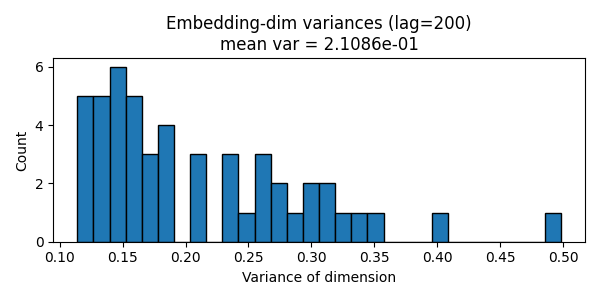 Embedding-dim variances (lag=200)
mean var = 2.1086e-01
Count
6
4
2
0
0.10 0.15 0.20 0.25 0.30 0.35 0.40 0.45 0.50
Variance of dimension